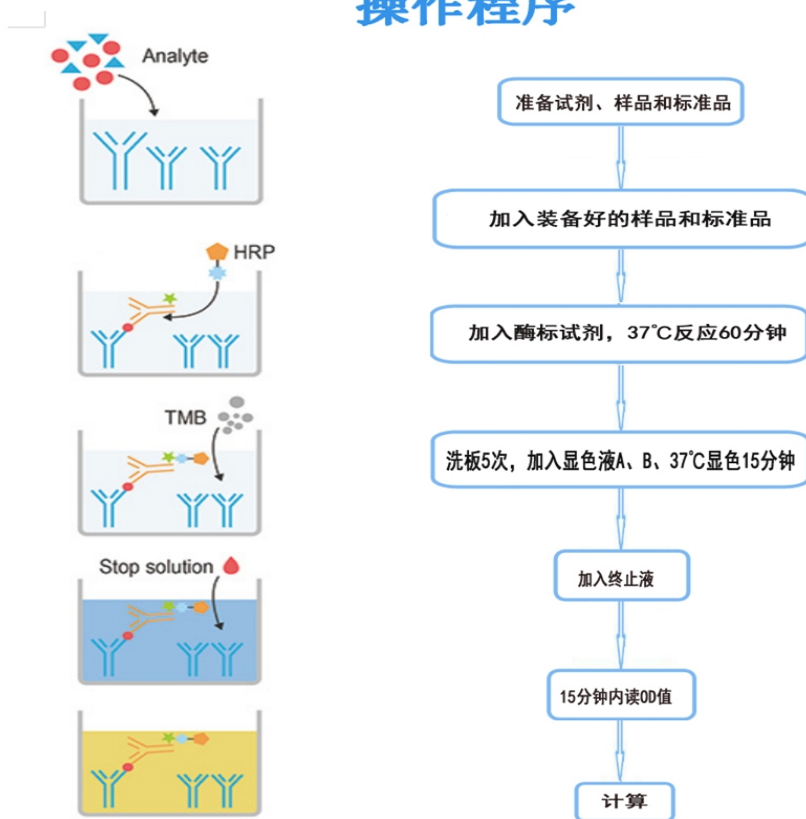 操作程序
Analyte
HRP
TMB
Stop solution
准备试剂、样品和标准品
加入装备好的样品和标准品
加入酶标试剂，37℃反应60分钟
洗板5次，加入显色液A、B、37℃显色15分钟
加入终止液
15分钟内读OD值
计算